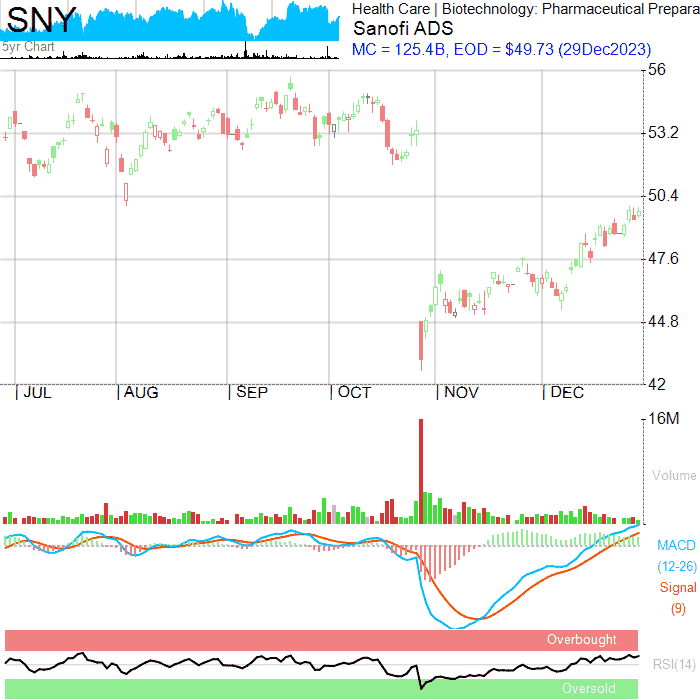 SNY
5yr Chart
Health Care | Biotechnology: Pharmaceutical Prepara
Sanofi ADS
MC = 125.4B, EOD = $49.73 (29Dec2023)
56
53.2
50.4
47.6
44.8
42
| JUL | AUG | SEP | OCT | NOV | DEC
16M
Volume
MACD
(12-26)
Signal
(9)
Overbought
RSI(14)
Oversold